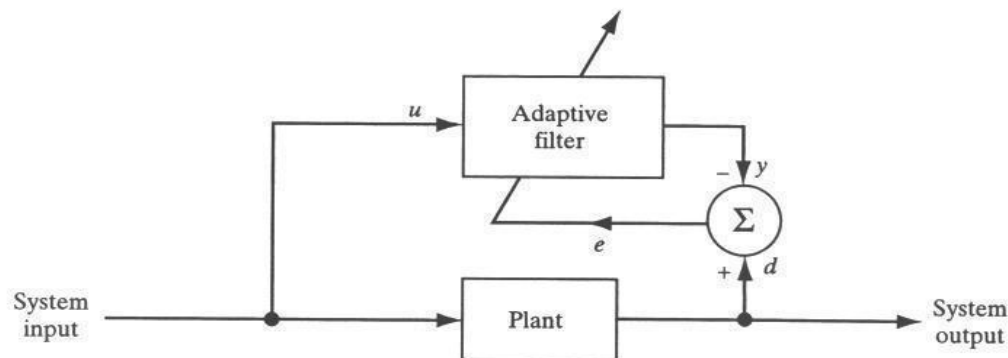 u
Adaptive
filter
− y
Σ
e
+ d
System
input
Plant
System
output